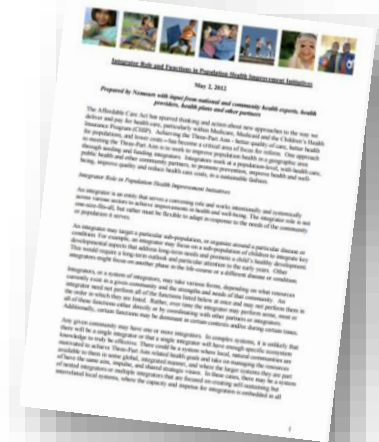 Integrator Role and Functions in Population Health Improvement Initiatives
May 2, 2012
Prepared by Nemours with input from national and community health experts, health
providers, health plans and other partners
The Affordable Care Act has spurred thinking and action about new approaches to the way we
deliver and pay for health care, particularly within Medicare, Medicaid and the Children's Health
Insurance Program (CHIP). Achieving the Three-Part Aim - better quality of care, better health
for populations, and lower costs - has become a critical area of focus for reform. One approach
to meeting the Three-Part Aim is to work to improve population health in a geographic area
through seeding and funding integrators. Integrators work at a population-level, with health care,
public health and other community partners, to promote prevention, improve health and well-
being, improve quality and reduce health care costs, in a sustainable fashion.
Integrator Role in Population Health Improvement Initiatives
An integrator is an entity that serves a convening role and works intentionally and systemically
across various sectors to achieve improvements in health and well-being. The integrator role is not
one-size-fits-all, but rather must be flexible to adapt in response to the needs of the community
or population it serves.
An integrator may target a particular sub-population, or organize around a particular disease or
condition. For example, an integrator may focus on a sub-population of children to integrate key
developmental aspects that address long-term needs and promote a child's healthy development.
This would require a long-term outlook and particular attention to the early years. Other
integrators might focus on another phase in the life-course or a different disease or condition.
Integrators, or a system of integrators, may take various forms, depending on what resources
currently exist in a given community and the strengths and needs of that community. An
integrator need not perform all of the functions listed below at once and may not perform them in
the order in which they are listed. Rather, over time the integrator may perform some, most or
all of these functions either directly or by coordinating with other partners or integrators.
Additionally, certain functions may be dominant in certain contexts and/or during certain times.
Any given community may have one or more integrators. In complex systems, it is unlikely that
there will be a single integrator or that a single integrator will have enough specific ecosystem
knowledge to truly be effective. There could be a system where local, natural communities are
motivated to achieve Three-Part Aim related health goals and take on managing the resources
available to them in some global, integrated manner, and where the larger systems they are part
of have the same aim, impulse, and shared strategic vision. In these cases, there may be a system
of nested integrators or multiple integrators that are focused on creating self-sustaining but
interrelated local systems, where the capacity and impetus for integration is embedded in all
1